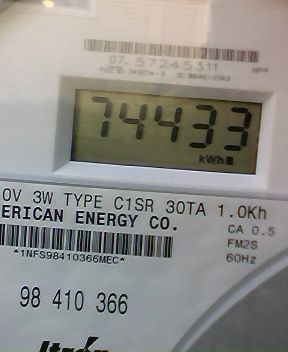 07 57245311
74433
kWh
0V 3W TYPE C1SR 30TA 1.0Kh
ERICAN ENERGY CO.
CA 0.5
FM2S
*1NFS98410366MEC*
60Hz
98 410 366
Itron